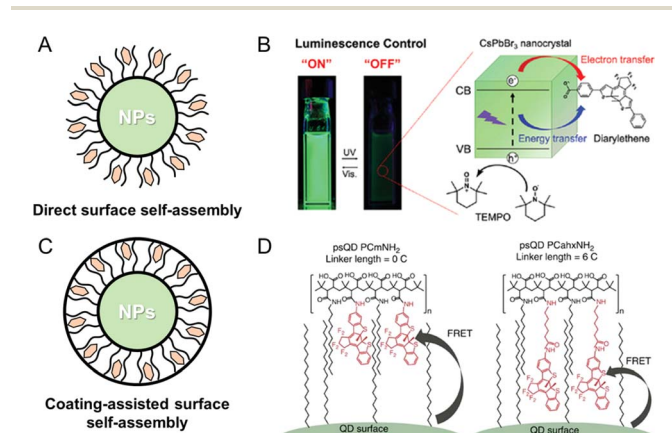 A
NPs
Direct surface self-assembly
B
Luminescence Control
"ON"
"OFF"
UV
Vis.
CsPbBr3 nanocrystal
e-
Electron transfer
CB
Energy transfer
Diarylethene
VB
h+
TEMPO
C
NPs
Coating-assisted surface
self-assembly
D
psQD PCmNH2
Linker length = 0 C
FRET
QD surface
psQD PCahxNH2
Linker length = 6 C
FRET
QD surface